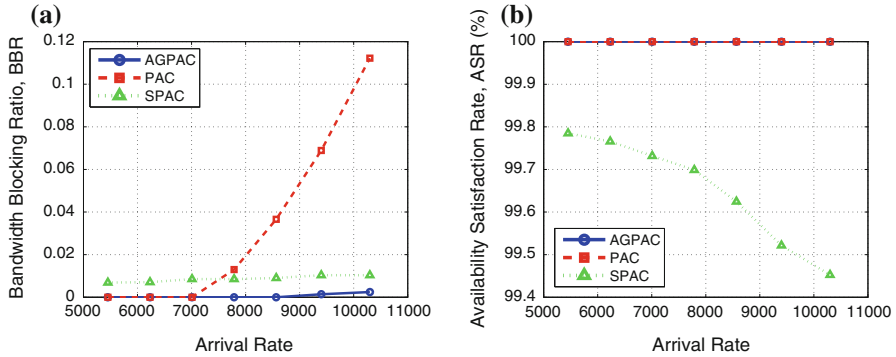 (a)
Bandwidth Blocking Ratio, BBR
0.12
0.1
0.08
0.06
0.04
0.02
0
AGPAC
PAC
SPAC
5000 6000 7000 8000 9000 10000 11000
Arrival Rate
(b)
Availability Satisfaction Rate, ASR (%)
100
99.9
99.8
99.7
99.6
99.5
99.4
AGPAC
PAC
SPAC
5000 6000 7000 8000 9000 10000 11000
Arrival Rate